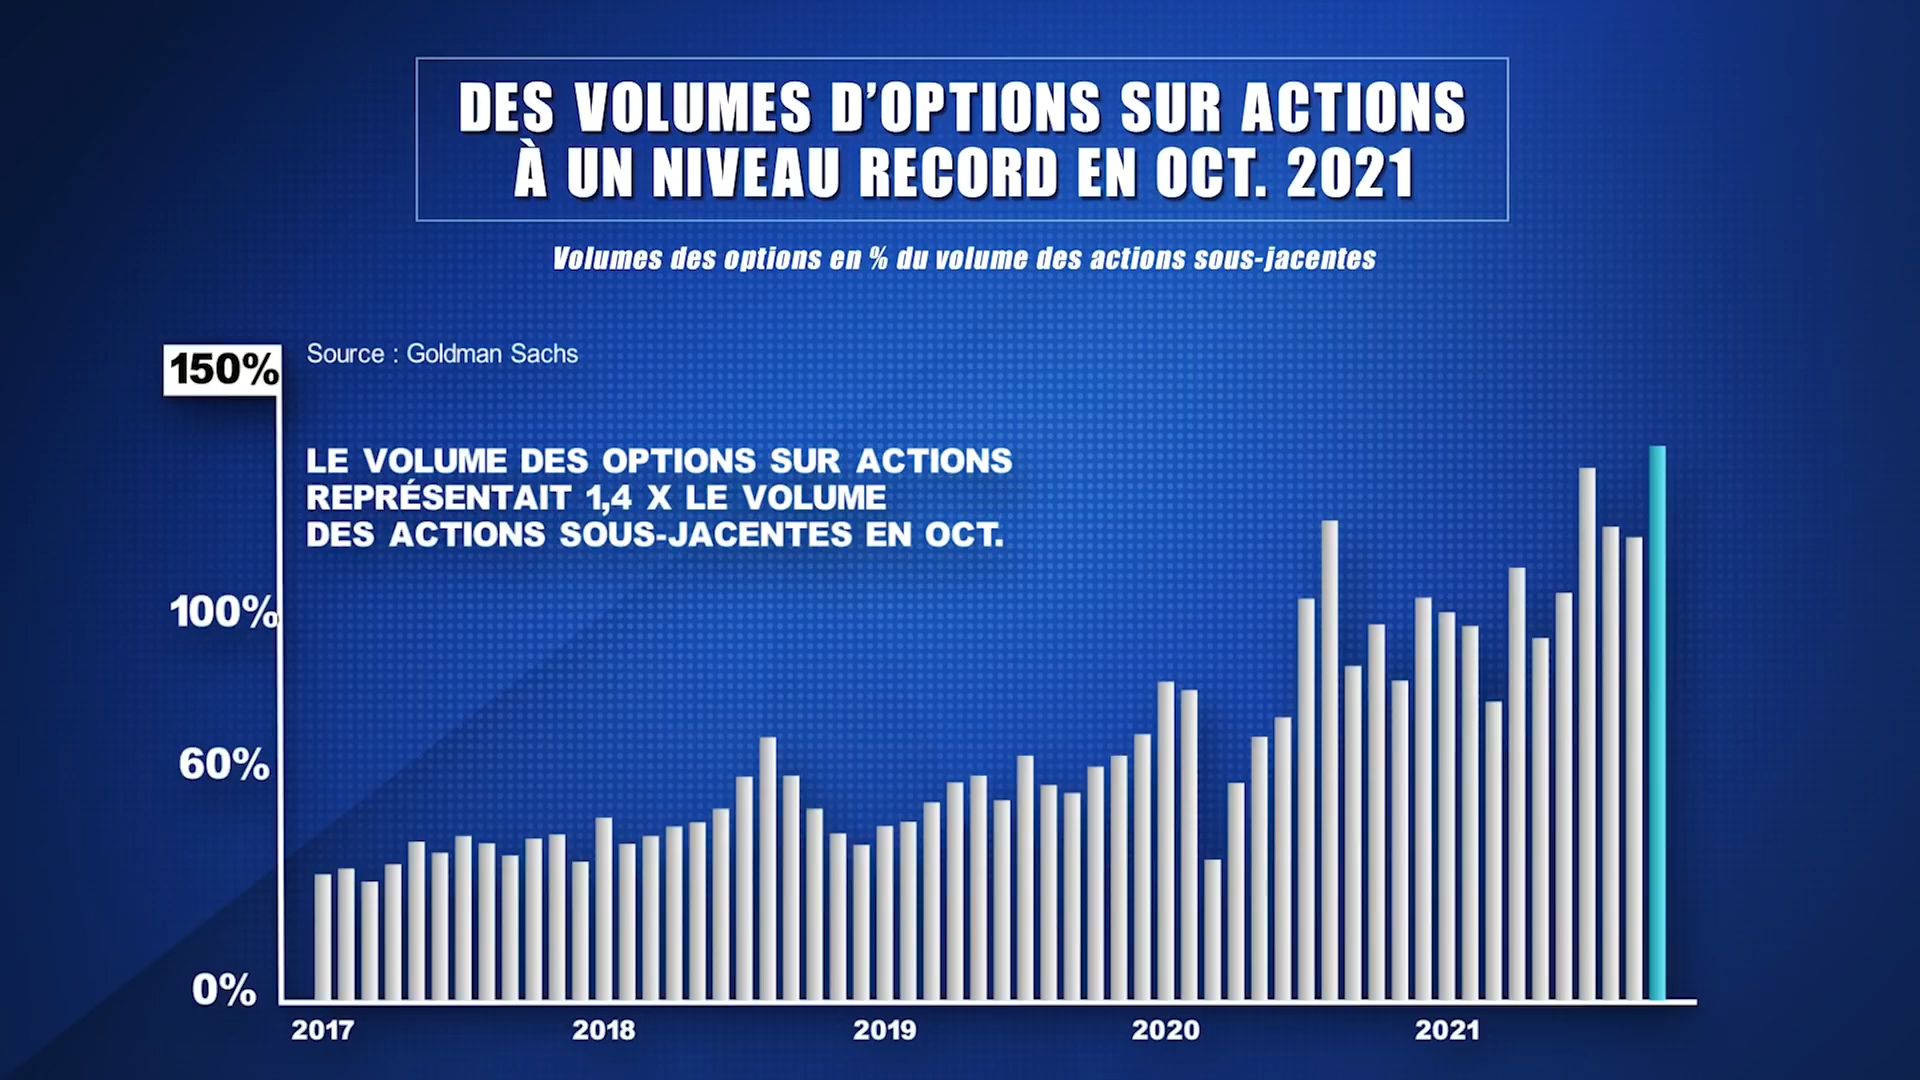 DES VOLUMES D’OPTIONS SUR ACTIONS
À UN NIVEAU RECORD EN OCT. 2021
Volumes des options en % du volume des actions sous-jacentes
150%
Source : Goldman Sachs
LE VOLUME DES OPTIONS SUR ACTIONS
REPRÉSENTAIT 1,4 X LE VOLUME
DES ACTIONS SOUS-JACENTES EN OCT.
100%
60%
0%
2017 2018 2019 2020 2021